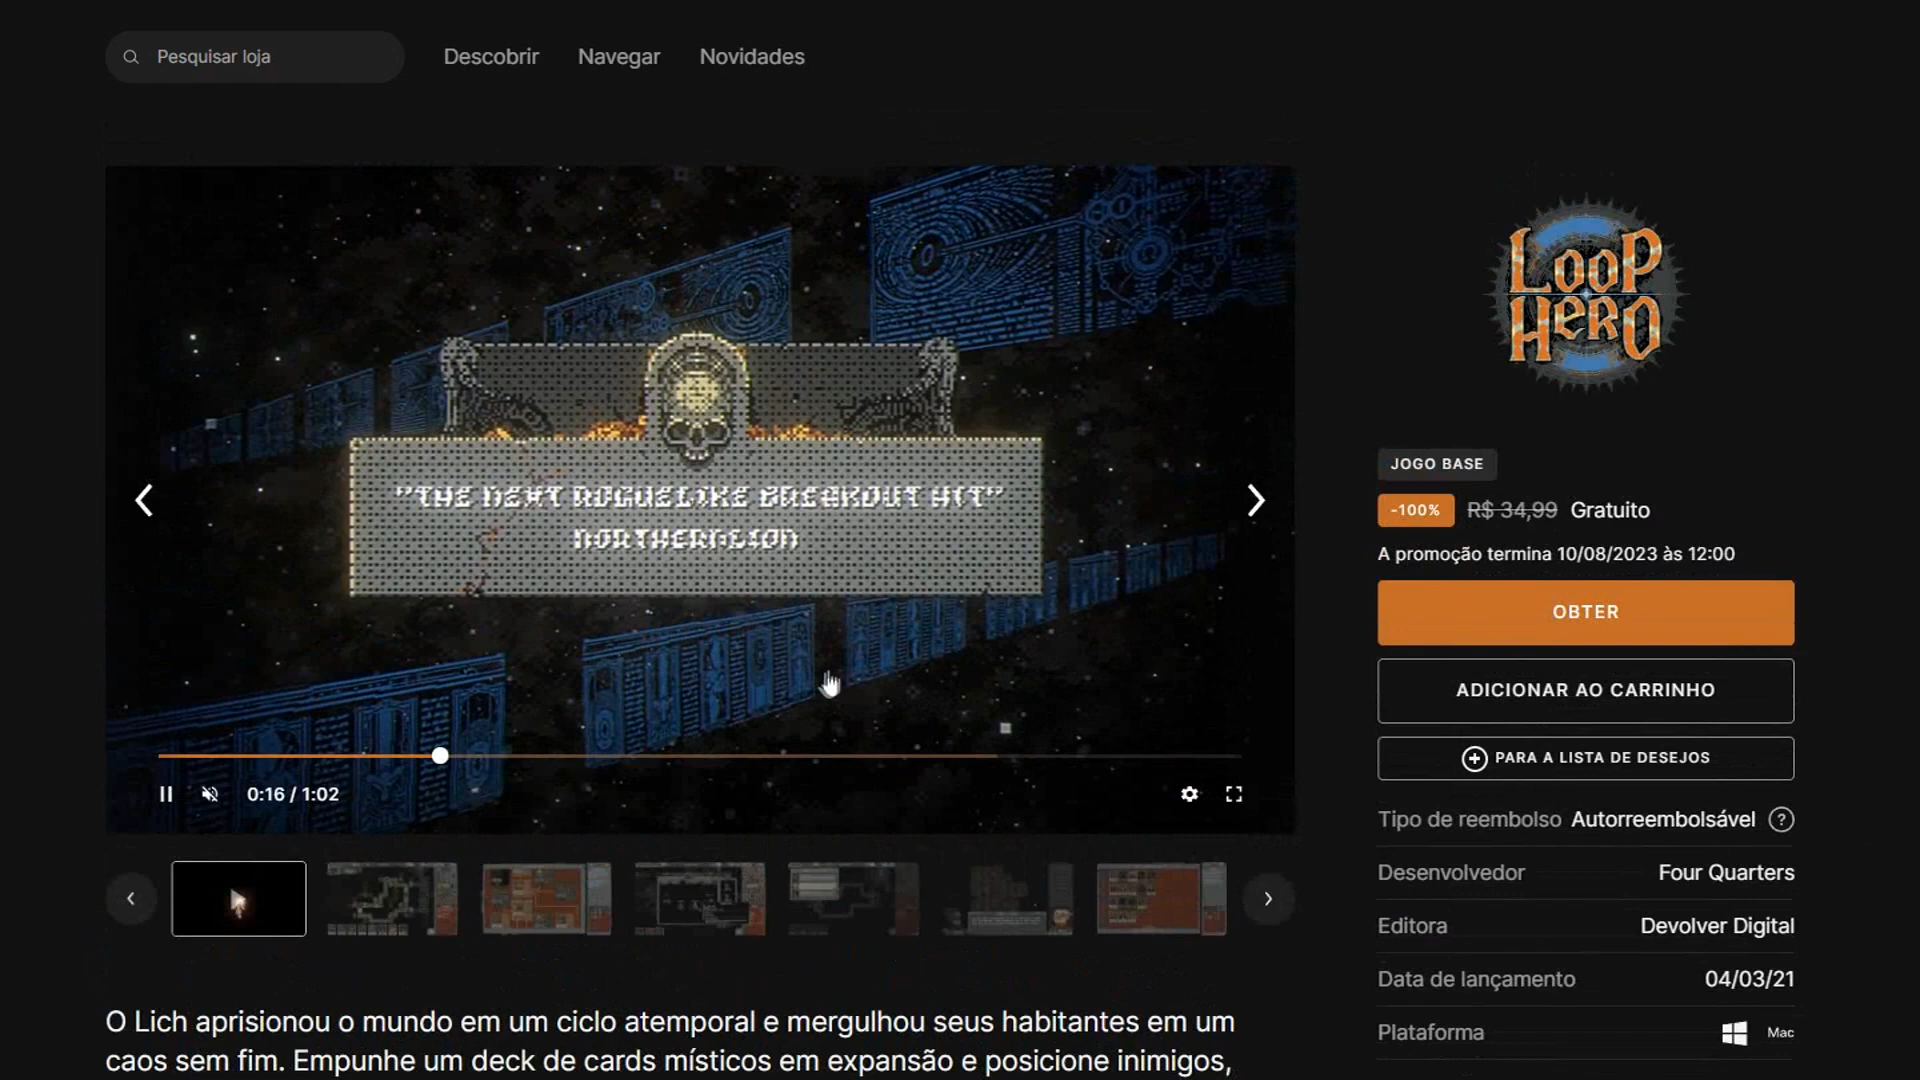 Pesquisar loja
Descobrir
Navegar
Novidades
"THE NEXT ROGUELIKE BREAKOUT HIT"
NORTHERNLION
0:16 / 1:02
LOOP
HERO
JOGO BASE
-100% R$ 34,99 Gratuito
A promoção termina 10/08/2023 às 12:00
OBTER
ADICIONAR AO CARRINHO
PARA A LISTA DE DESEJOS
Tipo de reembolso Autorreembolsável ?
Desenvolvedor Four Quarters
Editora Devolver Digital
Data de lançamento 04/03/21
Plataforma Mac
O Lich aprisionou o mundo em um ciclo atemporal e mergulhou seus habitantes em um
caos sem fim. Empunhe um deck de cards místicos em expansão e posicione inimigos,